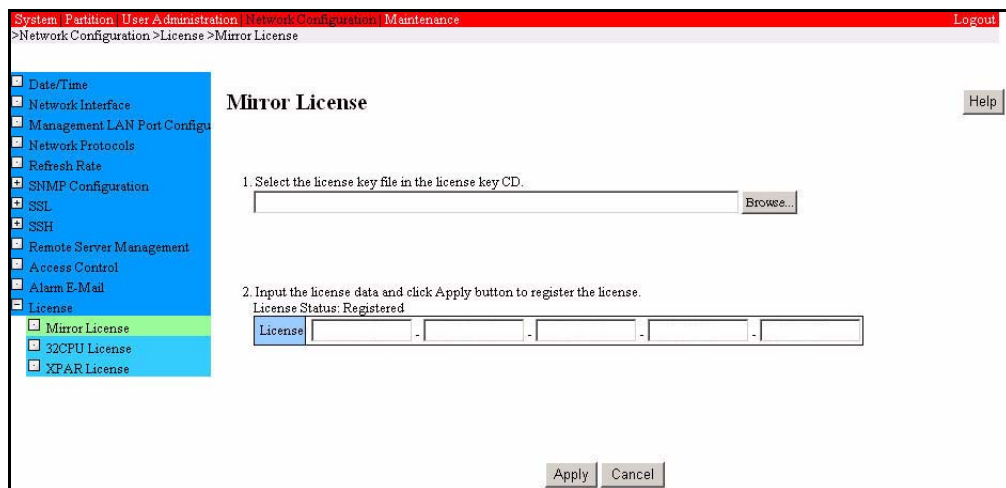 System | Partition | User Administration | Network Configuration | Maintenance Logout
>Network Configuration >License >Mirror License
Date/Time
Network Interface
Management LAN Port Configu
Network Protocols
Refresh Rate
SNMP Configuration
SSL
SSH
Remote Server Management
Access Control
Alarm E-Mail
License
Mirror License
32CPU License
XPAR License
Mirror License
Help
1. Select the license key file in the license key CD.
Browse...
2. Input the license data and click Apply button to register the license.
License Status: Registered
License - - - -
Apply Cancel